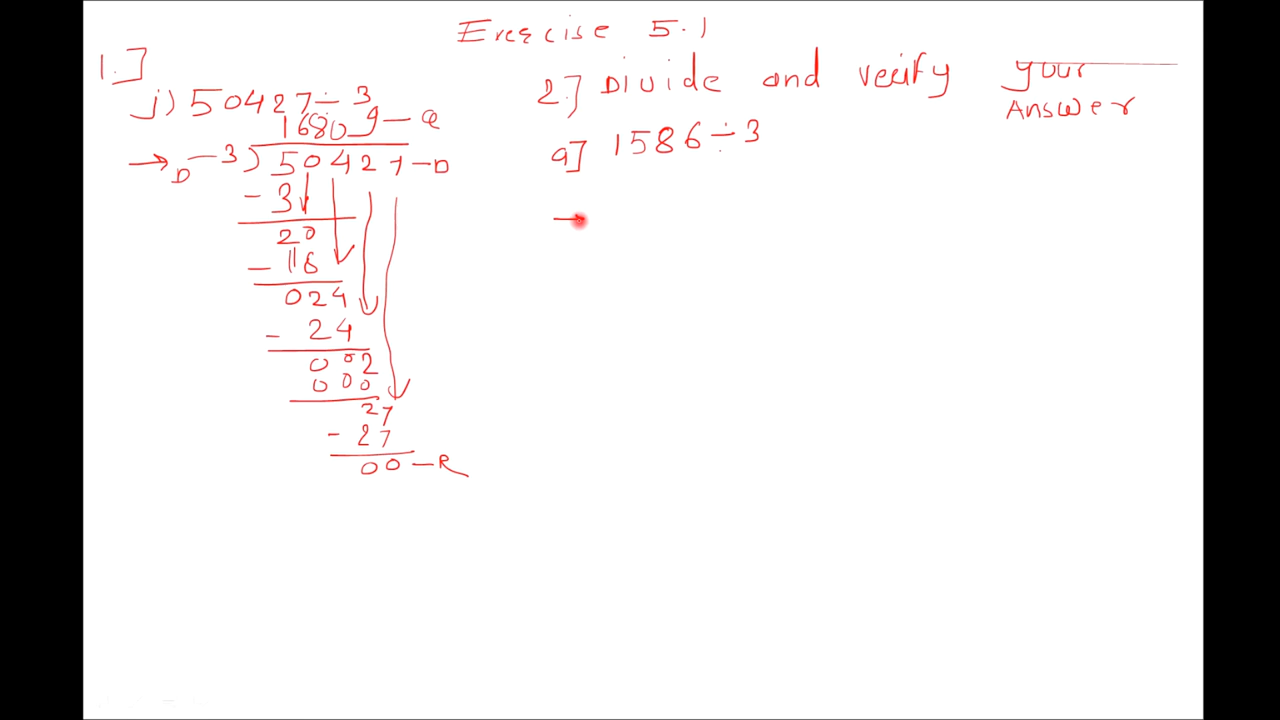 Exercise 5.1
1.]
j) 50427 ÷ 3
16809 — Q
→ D — 3) 50427 — D
- 3
20
- 18
024
- 24
002
000
27
- 27
00 — R
2.] Divide and verify your
Answer
a] 1586 ÷ 3
→